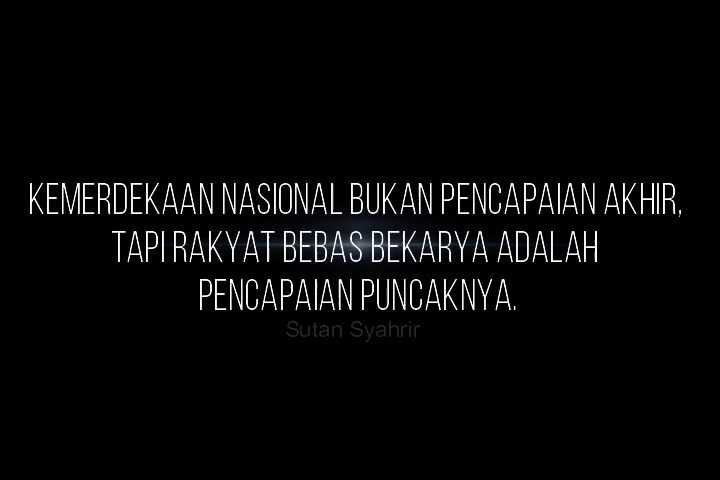 KEMERDEKAAN NASIONAL BUKAN PENCAPAIAN AKHIR,
TAPI RAKYAT BEBAS BEKARYA ADALAH
PENCAPAIAN PUNCAKNYA.
Sutan Syahrir